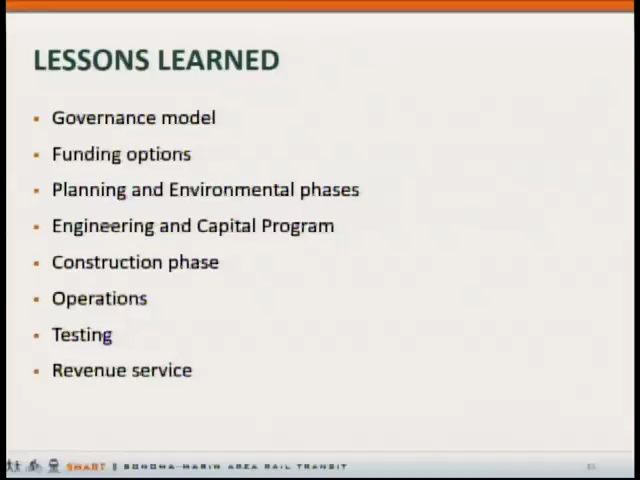 LESSONS LEARNED
Governance model
Funding options
Planning and Environmental phases
Engineering and Capital Program
Construction phase
Operations
Testing
Revenue service
SMART | SONOMA-MARIN AREA RAIL TRANSIT